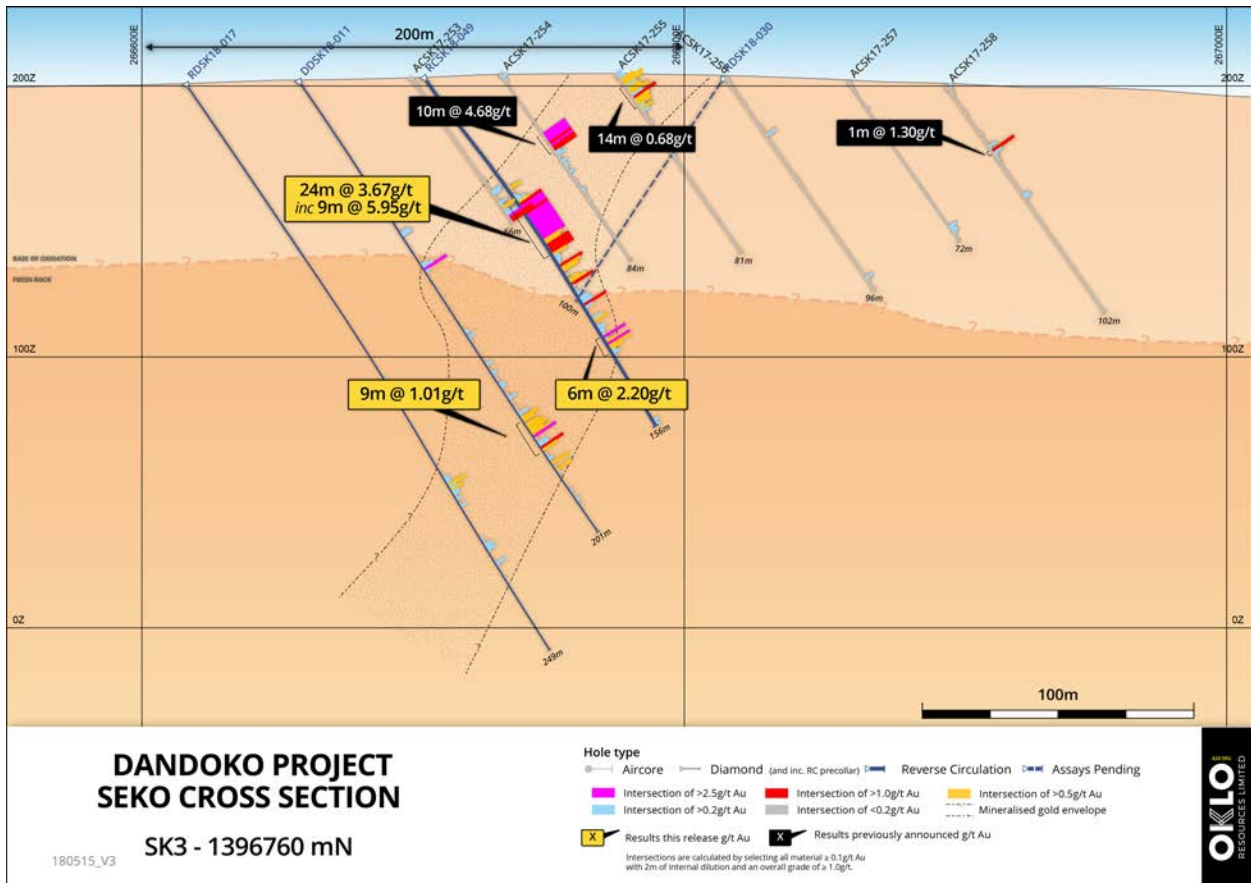 266600E
RDSK18-017
DDSK18-011
ACSK17-253
RCSK18-049
ACSK17-254
ACSK17-255
RDSK18-030
ACSK17-257
ACSK17-258
267000E
200m
200Z
200Z
10m @ 4.68g/t
14m @ 0.68g/t
1m @ 1.30g/t
24m @ 3.67g/t
inc 9m @ 5.95g/t
66m
84m
81m
72m
96m
102m
BASE OF OXIDATION
FRESH ROCK
?
?
?
?
?
?
100m
100Z
100Z
9m @ 1.01g/t
6m @ 2.20g/t
156m
201m
?
?
0Z
0Z
249m
?
100m
DANDOKO PROJECT
SEKO CROSS SECTION
SK3 - 1396760 mN
180515_V3
Hole type
Aircore
Diamond (and inc. RC precollar)
Reverse Circulation
Assays Pending
Intersection of >2.5g/t Au
Intersection of >1.0g/t Au
Intersection of >0.5g/t Au
Intersection of >0.2g/t Au
Intersection of <0.2g/t Au
Mineralised gold envelope
X Results this release g/t Au
X Results previously announced g/t Au
Intersections are calculated by selecting all material ≥ 0.1g/t Au
with 2m of internal dilution and an overall grade of ≥ 1.0g/t.
OKLO
RESOURCES LIMITED